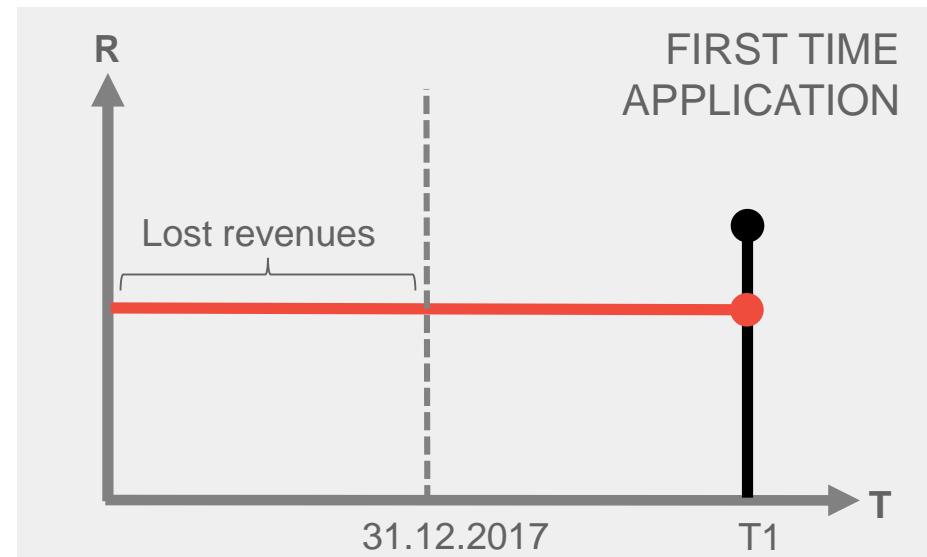 R
FIRST TIME
APPLICATION
Lost revenues
T
31.12.2017
T1